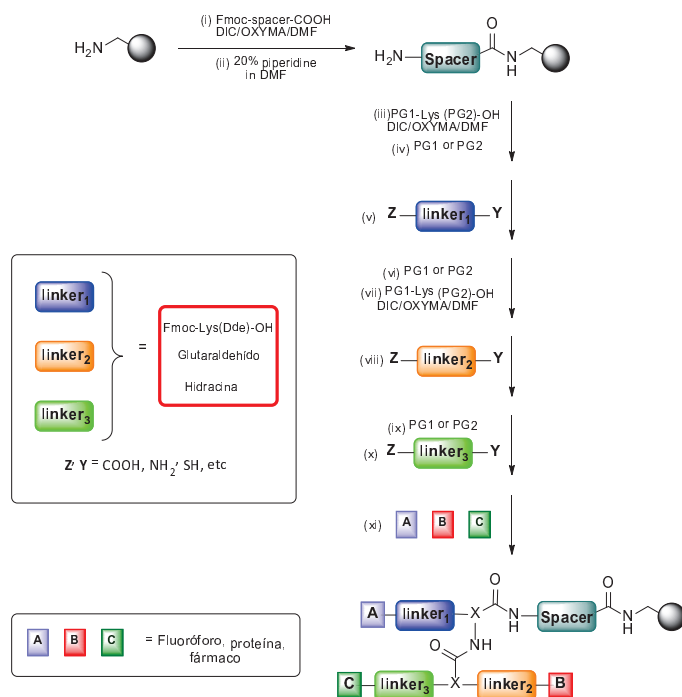 (i) Fmoc-spacer-COOH
DIC/OXYMA/DMF
H2N
(ii) 20% piperidine
in DMF
H2N
Spacer
O
N
H
(iii)PG1-Lys (PG2)-OH
DIC/OXYMA/DMF
(iv) PG1 or PG2
(v) Z linker1 Y
(vi) PG1 or PG2
(vii) PG1-Lys (PG2)-OH
DIC/OXYMA/DMF
(viii) Z linker2 Y
(ix) PG1 or PG2
(x) Z linker3 Y
(xi) A B C
linker1
linker2
linker3
=
Fmoc-Lys(Dde)-OH
Glutaraldehído
Hidracina
Z, Y = COOH, NH2, SH, etc
A B C = Fluoróforo, proteína,
fármaco
O
O
A linker1 X N Spacer N
H
H
O
NH
C linker3 X linker2 B